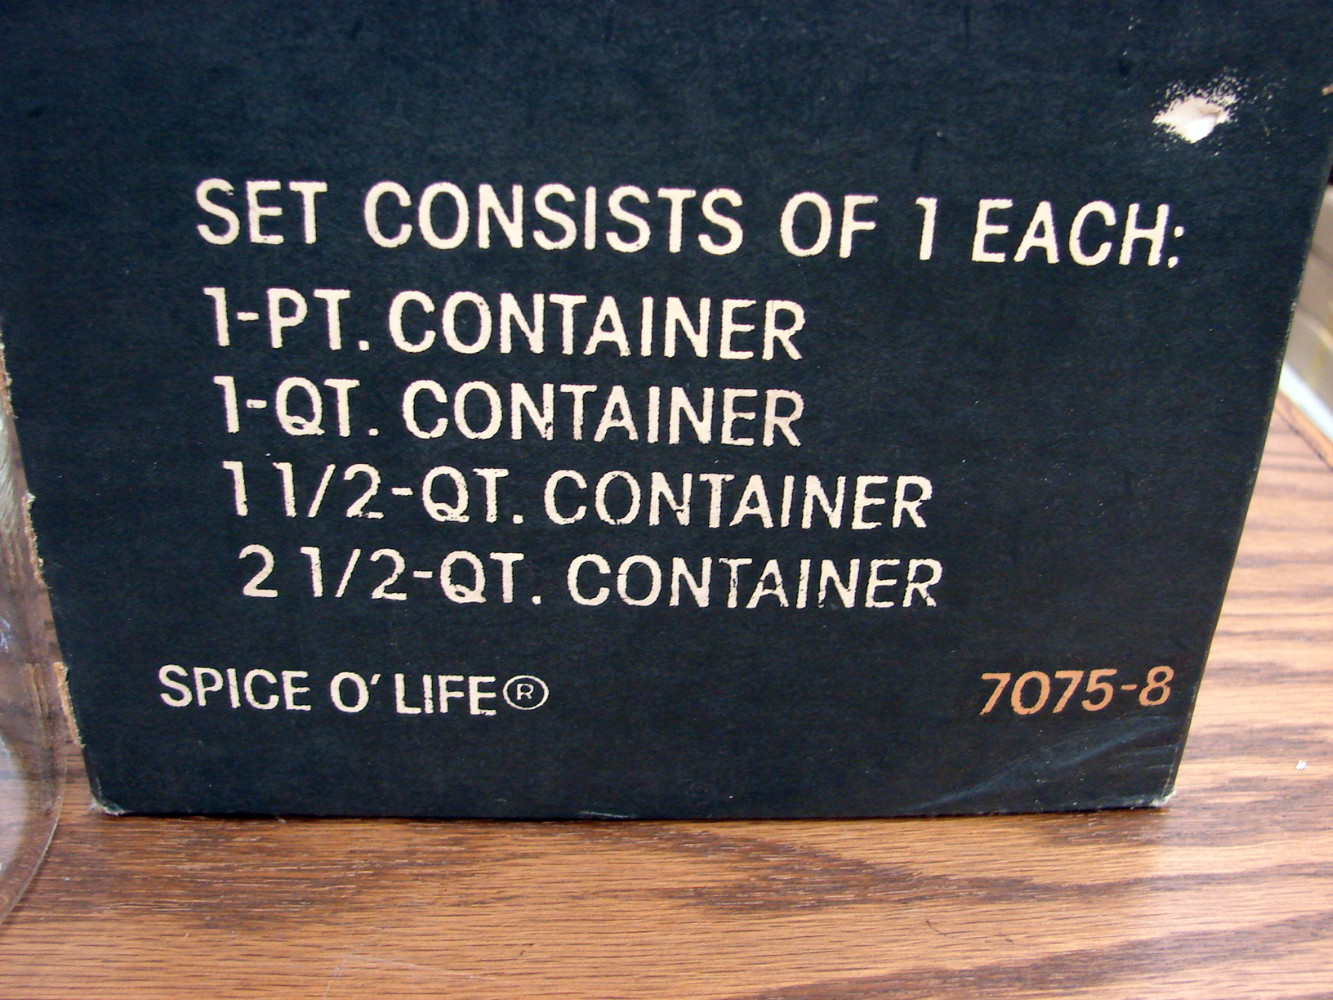 SET CONSISTS OF 1 EACH:
1-PT. CONTAINER
1-QT. CONTAINER
1 1/2-QT. CONTAINER
2 1/2-QT. CONTAINER
SPICE O' LIFE® 7075-8